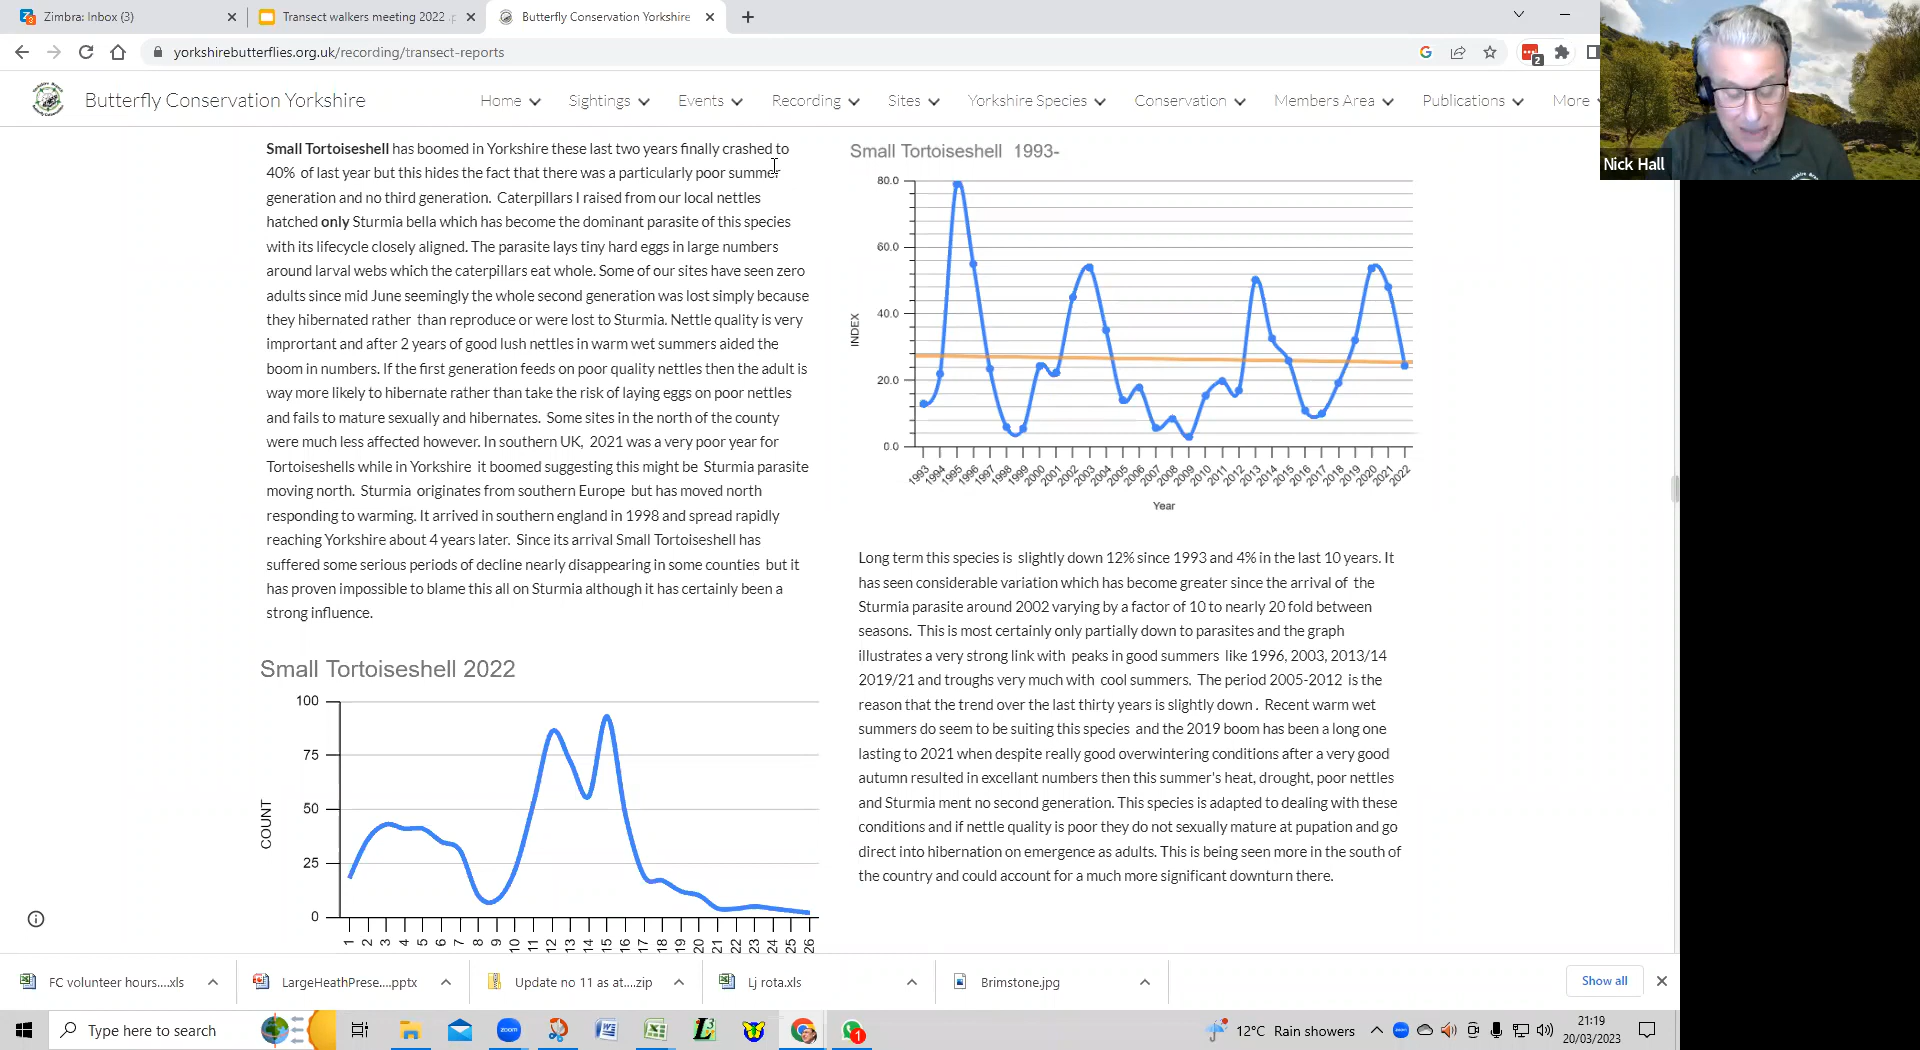 Zimbra: Inbox (3)
Transect walkers meeting 2022
Butterfly Conservation Yorkshire
yorkshirebutterflies.org.uk/recording/transect-reports
2
Butterfly Conservation Yorkshire
Home
Sightings
Events
Recording
Sites
Yorkshire Species
Conservation
Members Area
Publications
More
Nick Hall
Small Tortoiseshell has boomed in Yorkshire these last two years finally crashed to
40% of last year but this hides the fact that there was a particularly poor summer
generation and no third generation. Caterpillars I raised from our local nettles
hatched only Sturmia bella which has become the dominant parasite of this species
with its lifecycle closely aligned. The parasite lays tiny hard eggs in large numbers
around larval webs which the caterpillars eat whole. Some of our sites have seen zero
adults since mid June seemingly the whole second generation was lost simply because
they hibernated rather than reproduce or were lost to Sturmia. Nettle quality is very
imprortant and after 2 years of good lush nettles in warm wet summers aided the
boom in numbers. If the first generation feeds on poor quality nettles then the adult is
way more likely to hibernate rather than take the risk of laying eggs on poor nettles
and fails to mature sexually and hibernates. Some sites in the north of the county
were much less affected however. In southern UK, 2021 was a very poor year for
Tortoiseshells while in Yorkshire it boomed suggesting this might be Sturmia parasite
moving north. Sturmia originates from southern Europe but has moved north
responding to warming. It arrived in southern england in 1998 and spread rapidly
reaching Yorkshire about 4 years later. Since its arrival Small Tortoiseshell has
suffered some serious periods of decline nearly disappearing in some counties but it
has proven impossible to blame this all on Sturmia although it has certainly been a
strong influence.
Small Tortoiseshell 2022
COUNT
100
75
50
25
0
1 2 3 4 5 6 7 8 9 10 11 12 13 14 15 16 17 18 19 20 21 22 23 24 25 26
Small Tortoiseshell 1993-
INDEX
80.0
60.0
40.0
20.0
0.0
1993 1994 1995 1996 1997 1998 1999 2000 2001 2002 2003 2004 2005 2006 2007 2008 2009 2010 2011 2012 2013 2014 2015 2016 2017 2018 2019 2020 2021 2022
Year
Long term this species is slightly down 12% since 1993 and 4% in the last 10 years. It
has seen considerable variation which has become greater since the arrival of the
Sturmia parasite around 2002 varying by a factor of 10 to nearly 20 fold between
seasons. This is most certainly only partially down to parasites and the graph
illustrates a very strong link with peaks in good summers like 1996, 2003, 2013/14
2019/21 and troughs very much with cool summers. The period 2005-2012 is the
reason that the trend over the last thirty years is slightly down . Recent warm wet
summers do seem to be suiting this species and the 2019 boom has been a long one
lasting to 2021 when despite really good overwintering conditions after a very good
autumn resulted in excellant numbers then this summer's heat, drought, poor nettles
and Sturmia ment no second generation. This species is adapted to dealing with these
conditions and if nettle quality is poor they do not sexually mature at pupation and go
direct into hibernation on emergence as adults. This is being seen more in the south of
the country and could account for a much more significant downturn there.
FC volunteer hours....xls
LargeHeathPrese....pptx
Update no 11 as at....zip
Lj rota.xls
Brimstone.jpg
Show all
Type here to search
zoom
1
12°C Rain showers
21:19
20/03/2023